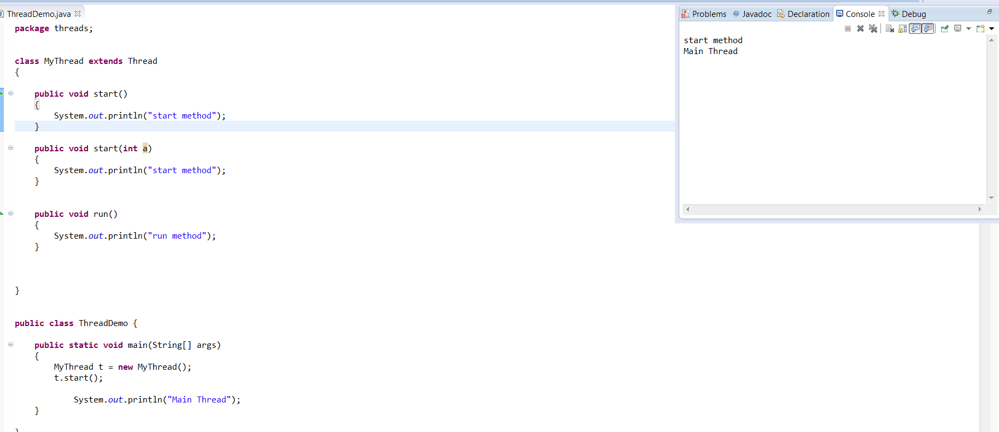 ThreadDemo.java
package threads;
class MyThread extends Thread
{
public void start()
{
System.out.println("start method");
}
public void start(int a)
{
System.out.println("start method");
}
public void run()
{
System.out.println("run method");
}
}
public class ThreadDemo {
public static void main(String[] args)
{
MyThread t = new MyThread();
t.start();
System.out.println("Main Thread");
}
}
Problems @ Javadoc Declaration Console Debug
start method
Main Thread